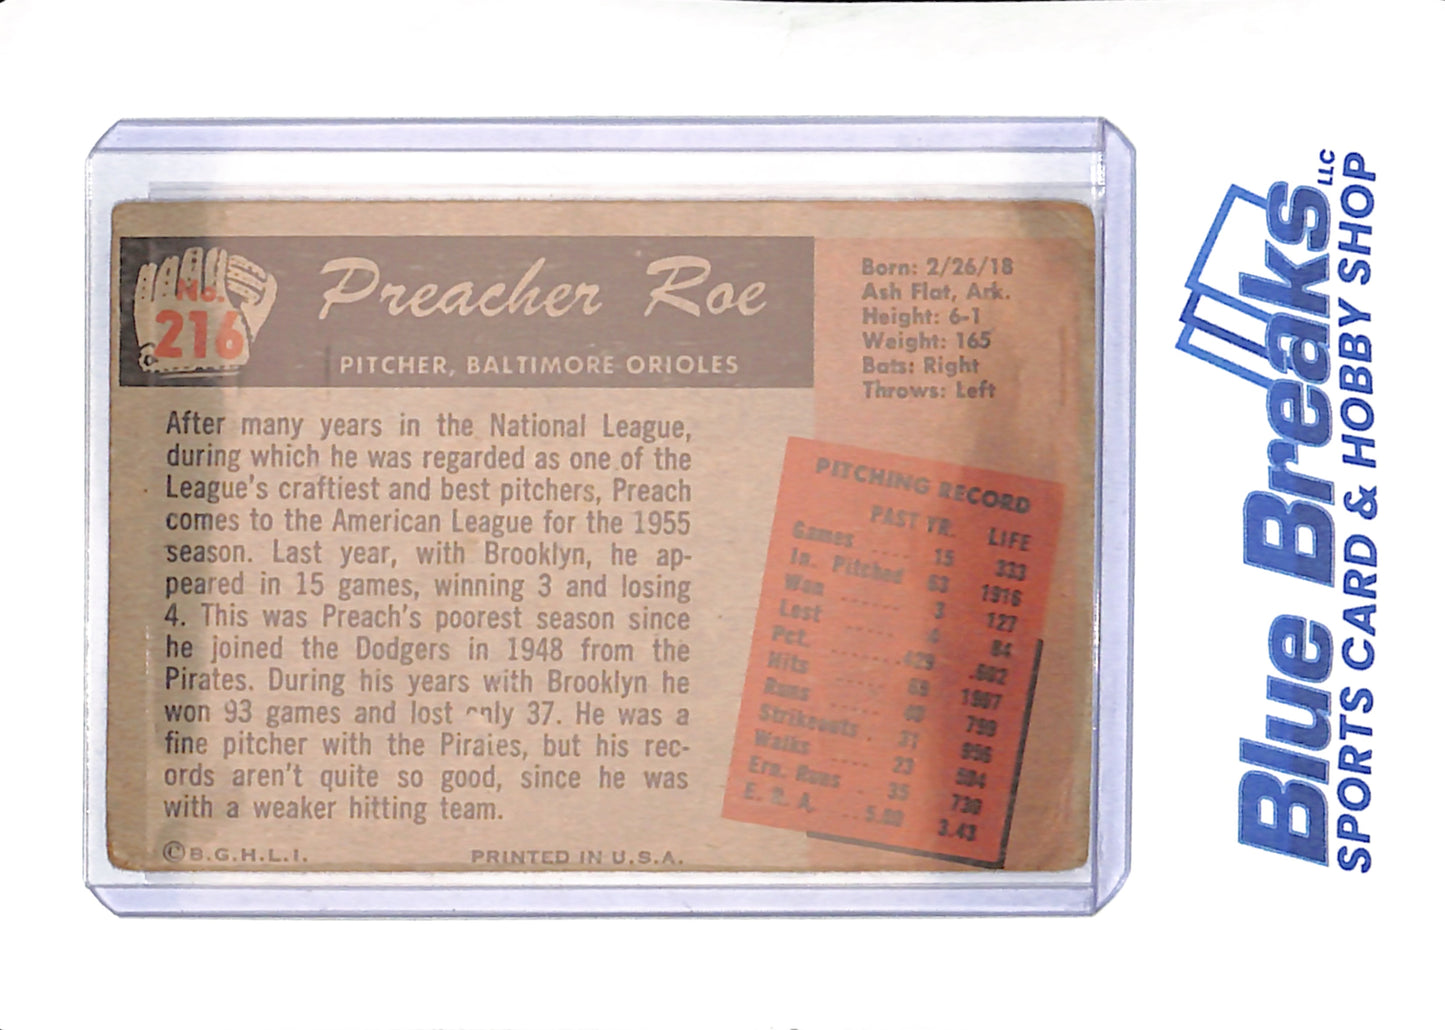 No.
216
Preacher Roe
PITCHER, BALTIMORE ORIOLES
Born: 2/26/18
Ash Flat, Ark.
Height: 6-1
Weight: 165
Bats: Right
Throws: Left
After many years in the National League,
during which he was regarded as one of the
League's craftiest and best pitchers, Preach
comes to the American League for the 1955
season. Last year, with Brooklyn, he ap-
peared in 15 games, winning 3 and losing
4. This was Preach's poorest season since
he joined the Dodgers in 1948 from the
Pirates. During his years with Brooklyn he
won 93 games and lost only 37. He was a
fine pitcher with the Pirates, but his rec-
ords aren't quite so good, since he was
with a weaker hitting team.
©B.G.H.L.I.
PRINTED IN U.S.A.
PITCHING RECORD
PAST YR. LIFE
Games ..... 15 333
In. Pitched 63 1916
Won ...... 3 127
Lost ..... 4 84
Pct. .......429
Hits
Runs
Strikeouts . 37 956
Walks .... 23
Ern. Runs . 35 730
E. R. A. ..5.00 3.43
Blue Breaks LLC
SPORTS CARD & HOBBY SHOP